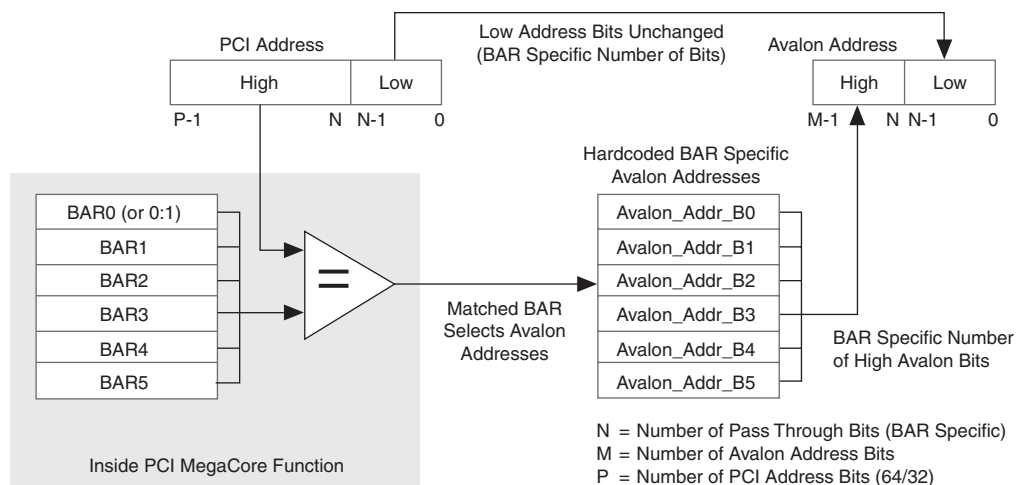 PCI Address
Low Address Bits Unchanged
(BAR Specific Number of Bits)
Avalon Address
High
Low
High
Low
P-1
N
N-1
0
M-1
N
N-1
0
Hardcoded BAR Specific
Avalon Addresses
BAR0 (or 0:1)
BAR1
BAR2
BAR3
BAR4
BAR5
=
Matched BAR
Selects Avalon
Addresses
Avalon_Addr_B0
Avalon_Addr_B1
Avalon_Addr_B2
Avalon_Addr_B3
Avalon_Addr_B4
Avalon_Addr_B5
BAR Specific Number
of High Avalon Bits
Inside PCI MegaCore Function
N = Number of Pass Through Bits (BAR Specific)
M = Number of Avalon Address Bits
P = Number of PCI Address Bits (64/32)